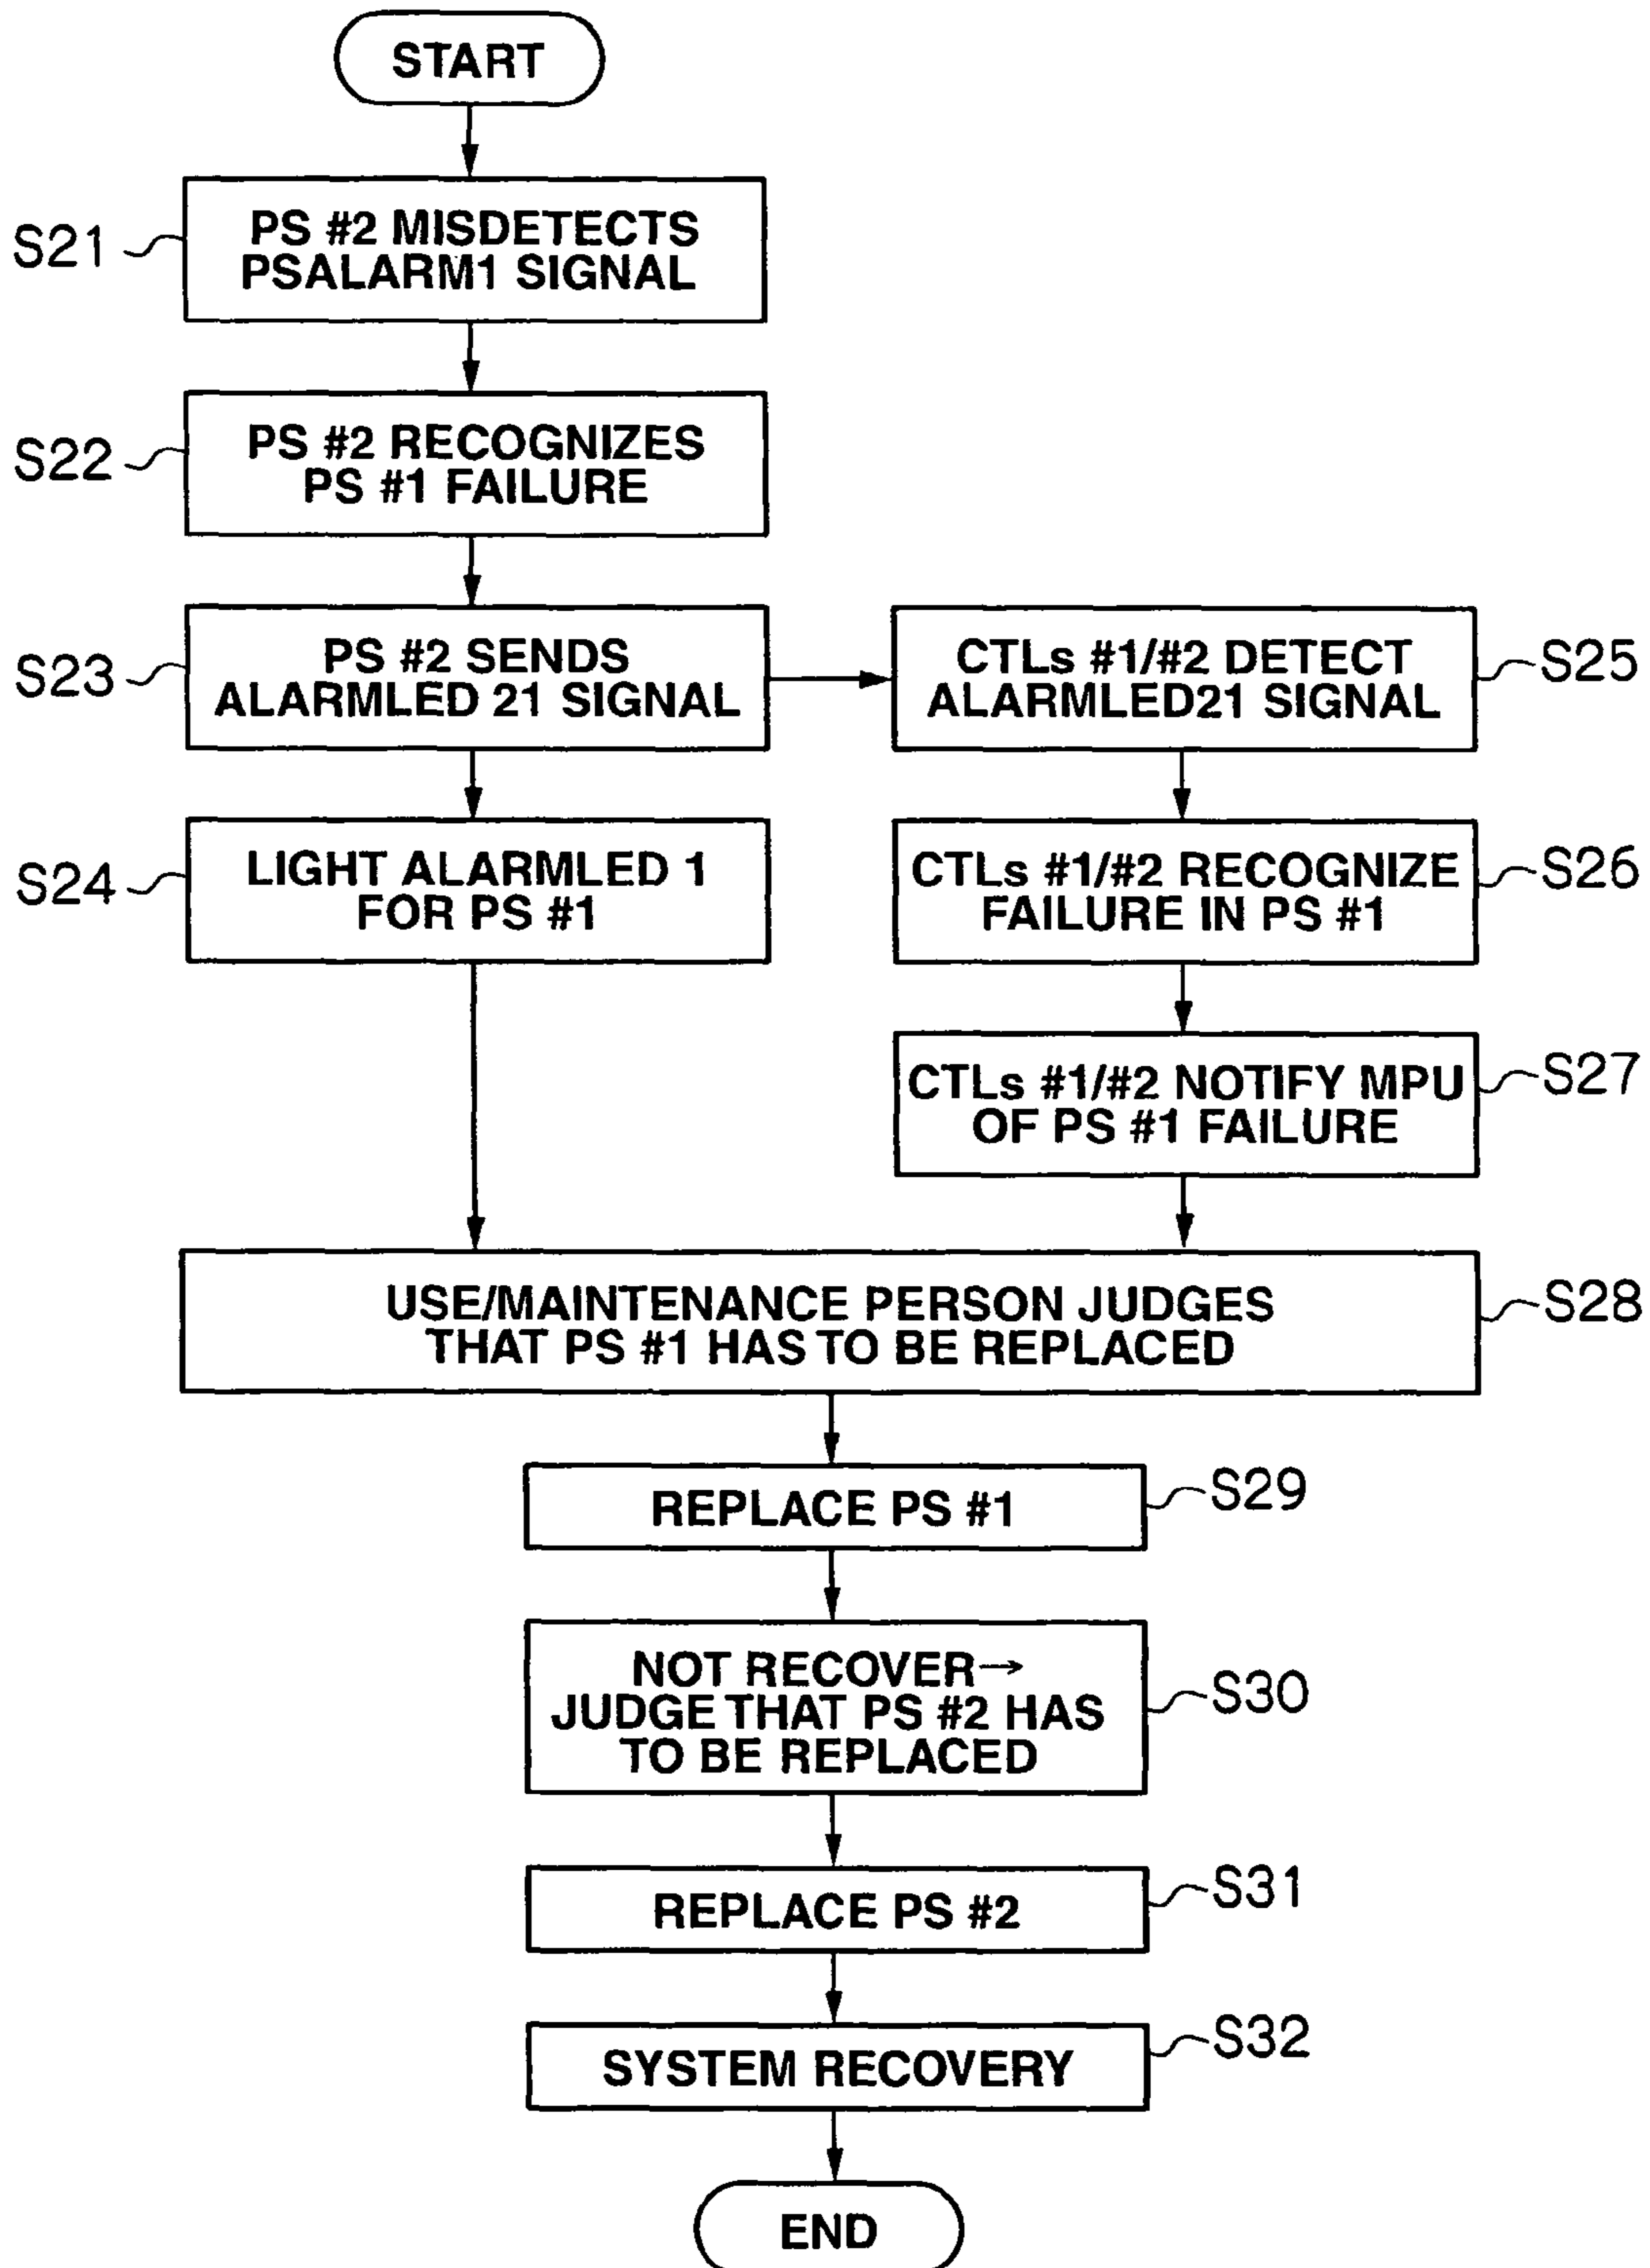 START
S21
PS #2 MISDETECTS
PSALARM1 SIGNAL
S22
PS #2 RECOGNIZES
PS #1 FAILURE
S23
PS #2 SENDS
ALARMLED 21 SIGNAL
CTLs #1/#2 DETECT
ALARMLED21 SIGNAL
S25
S24
LIGHT ALARMLED 1
FOR PS #1
CTLs #1/#2 RECOGNIZE
FAILURE IN PS #1
S26
CTLs #1/#2 NOTIFY MPU
OF PS #1 FAILURE
S27
USE/MAINTENANCE PERSON JUDGES
THAT PS #1 HAS TO BE REPLACED
S28
REPLACE PS #1
S29
NOT RECOVER→
JUDGE THAT PS #2 HAS
TO BE REPLACED
S30
REPLACE PS #2
S31
SYSTEM RECOVERY
S32
END